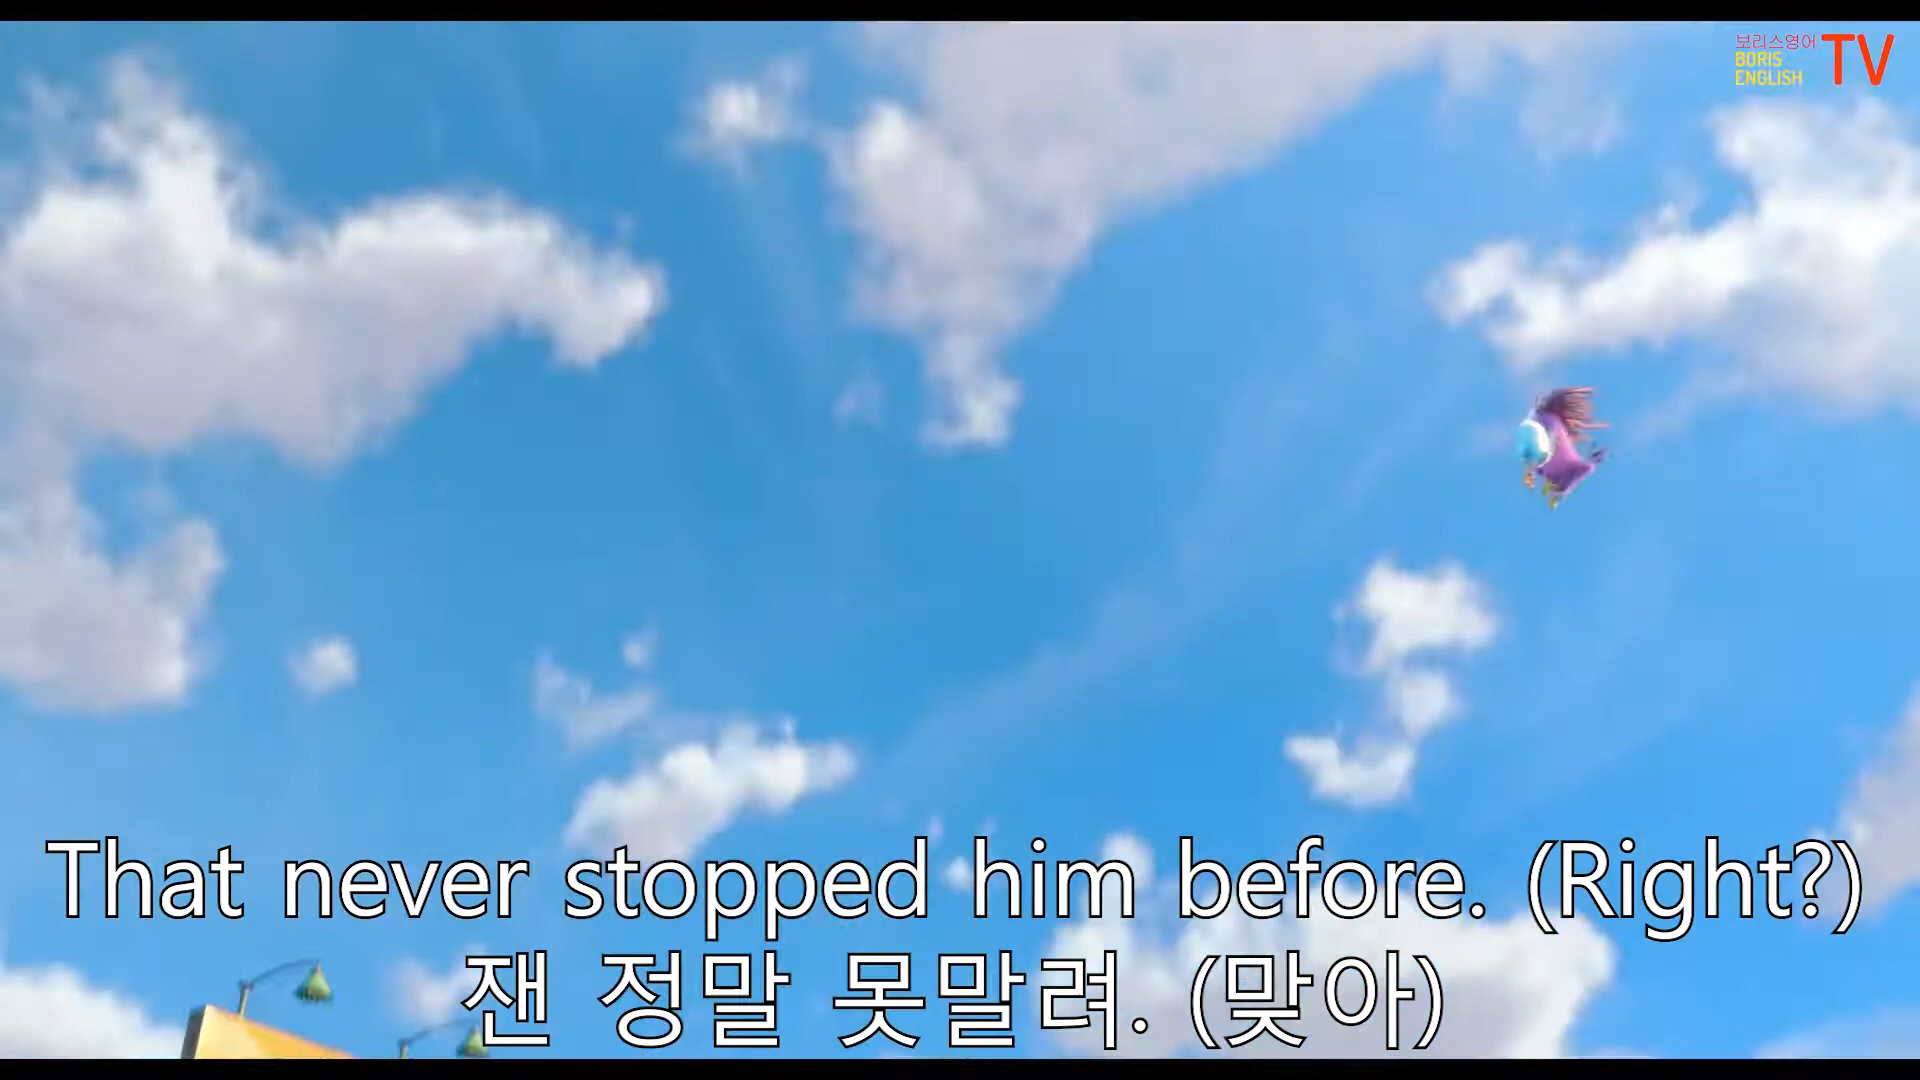 보리스영어
BORIS
ENGLISH
TV
That never stopped him before. (Right?)
쟨 정말 못말려. (맞아)